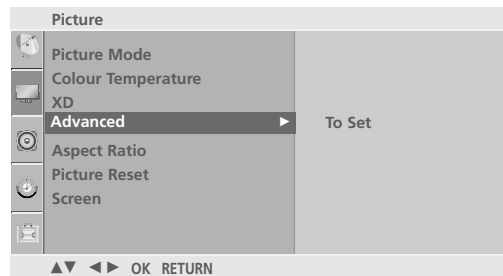 Picture
Picture Mode
Colour Temperature
XD
Advanced ► To Set
Aspect Ratio
Picture Reset
Screen
▲▼ ◄► OK RETURN